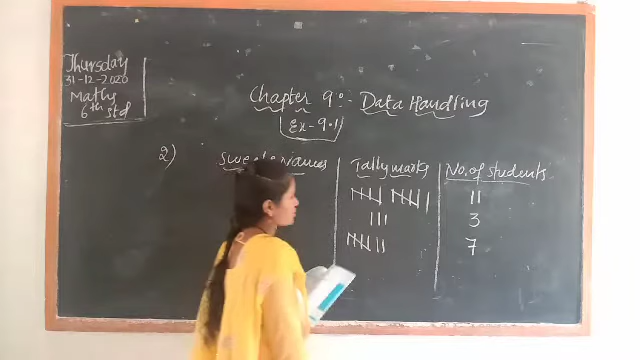 Thursday
31-12-2020
Maths
6th std
Chapter 9:- Data Handling
Ex-9.1
2) names Tally marks No. of students
|||| |||| | 11
||| 3
|||| || 7